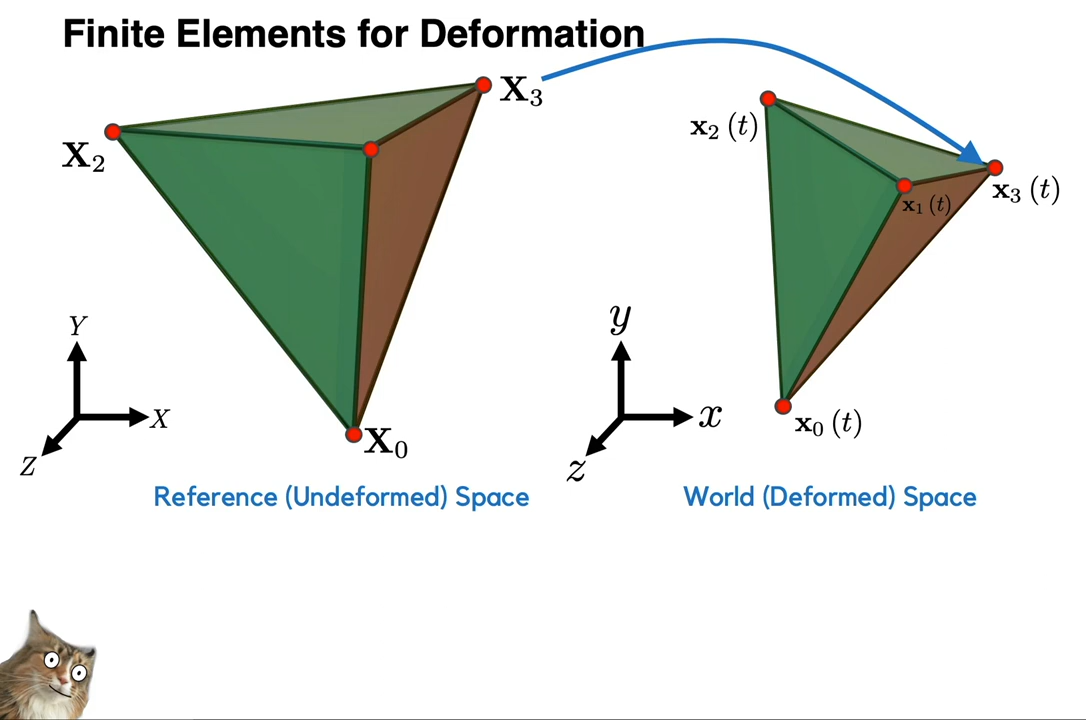 Finite Elements for Deformation
X₃
X₂
x₂ (t)
x₃ (t)
x₁ (t)
Y
X
Z
X₀
y
x
z
x₀ (t)
Reference (Undeformed) Space
World (Deformed) Space